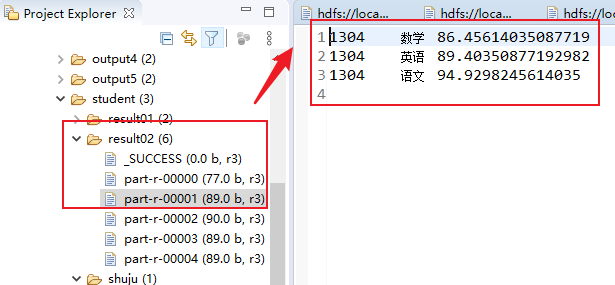 Project Explorer
output4 (2)
output5 (2)
student (3)
result01 (2)
result02 (6)
_SUCCESS (0.0 b, r3)
part-r-00000 (77.0 b, r3)
part-r-00001 (89.0 b, r3)
part-r-00002 (90.0 b, r3)
part-r-00003 (89.0 b, r3)
part-r-00004 (89.0 b, r3)
shuju (1)
hdfs://loca... hdfs://loca... hdfs://loca...
1 1304 数学 86.45614035087719
2 1304 英语 89.40350877192982
3 1304 语文 94.9298245614035
4